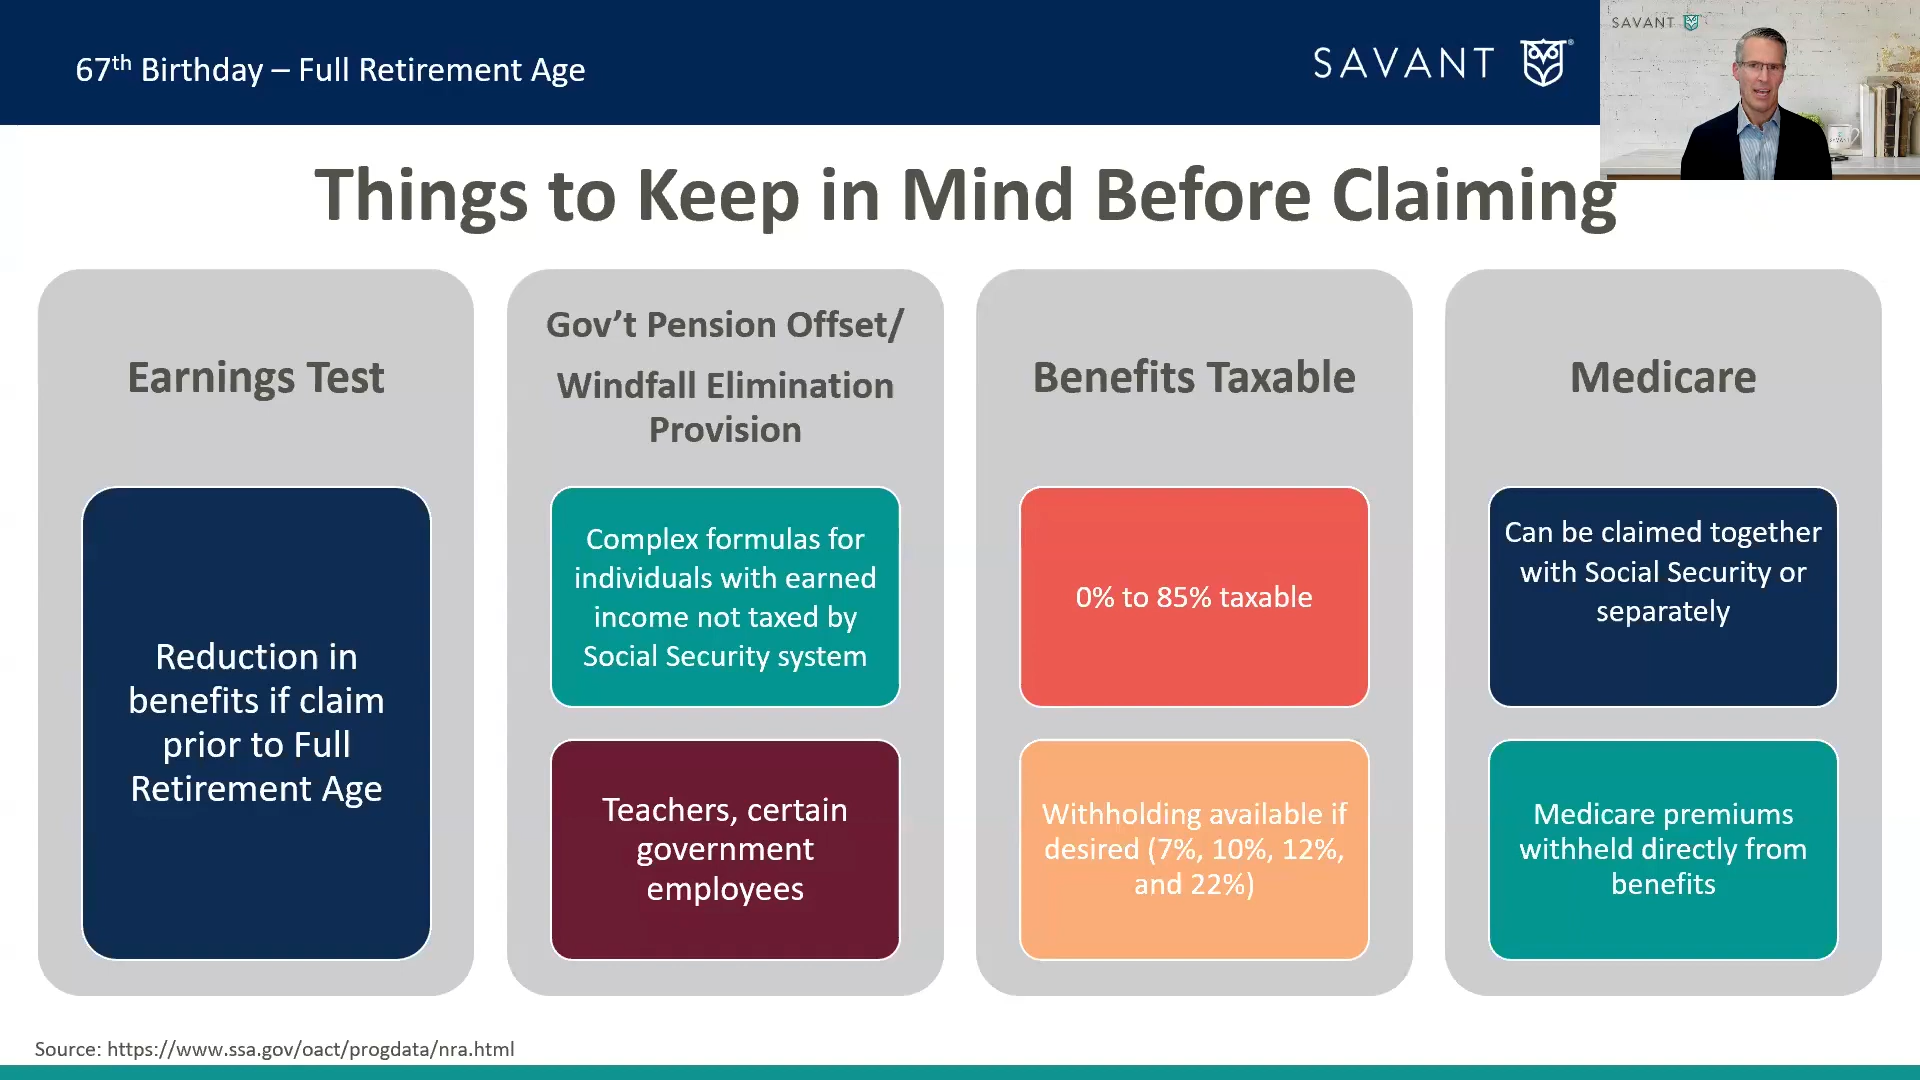 67th Birthday – Full Retirement Age
SAVANT
SAVANT
Things to Keep in Mind Before Claiming
Earnings Test
Reduction in
benefits if claim
prior to Full
Retirement Age
Gov’t Pension Offset/
Windfall Elimination
Provision
Complex formulas for
individuals with earned
income not taxed by
Social Security system
Teachers, certain
government
employees
Benefits Taxable
0% to 85% taxable
Withholding available if
desired (7%, 10%, 12%,
and 22%)
Medicare
Can be claimed together
with Social Security or
separately
Medicare premiums
withheld directly from
benefits
Source: https://www.ssa.gov/oact/progdata/nra.html